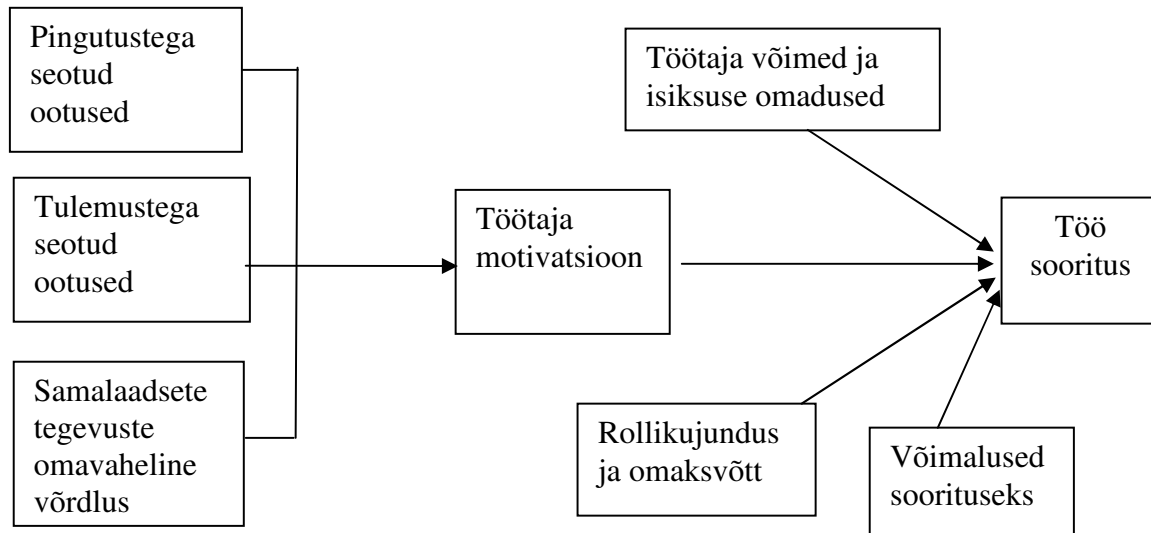 Pingutustega
seotud
ootused
Tulemustega
seotud
ootused
Samalaadsete
tegevuste
omavaheline
võrdlus
Töötaja
motivatsioon
Töötaja võimed ja
isiksuse omadused
Rollikujundus
ja omaksvõtt
Võimalused
soorituseks
Töö
sooritus